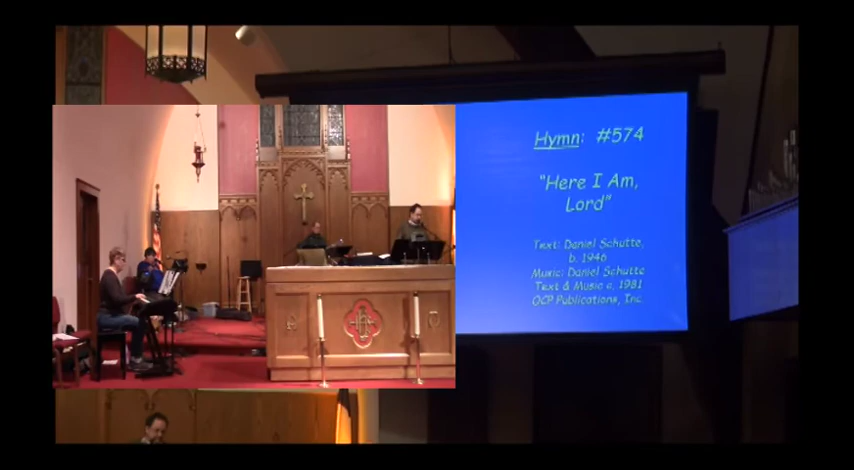 Hymn: #574
"Here I Am,
Lord"
Text: Daniel Schutte,
b. 1946
Music: Daniel Schutte
Text & Music c. 1981
OCP Publications, Inc.